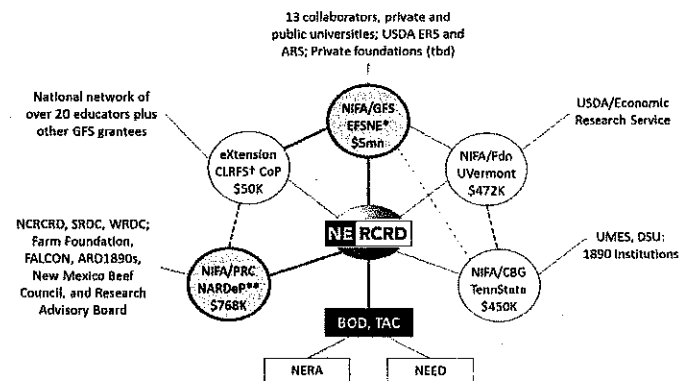 13 collaborators, private and
public universities; USDA ERS and
ARS; Private foundations (tbd)
National network of
over 20 educators plus
other GFS grantees
NIFA/GFS
EFSNE*
$5mn
USDA/Economic
Research Service
eXtension
CLRFS† CoP
$50K
NIFA/Fdn
UVermont
$472K
NCRCRD, SRDC, WRDC;
Farm Foundation,
FALCON, ARD1890s,
New Mexico Beef
Council, and Research
Advisory Board
NE RCRD
UMES, DSU:
1890 Institutions
NIFA/PRC
NARDeP**
$768K
NIFA/CBG
TennState
$450K
BOD, TAC
NERA
NEED